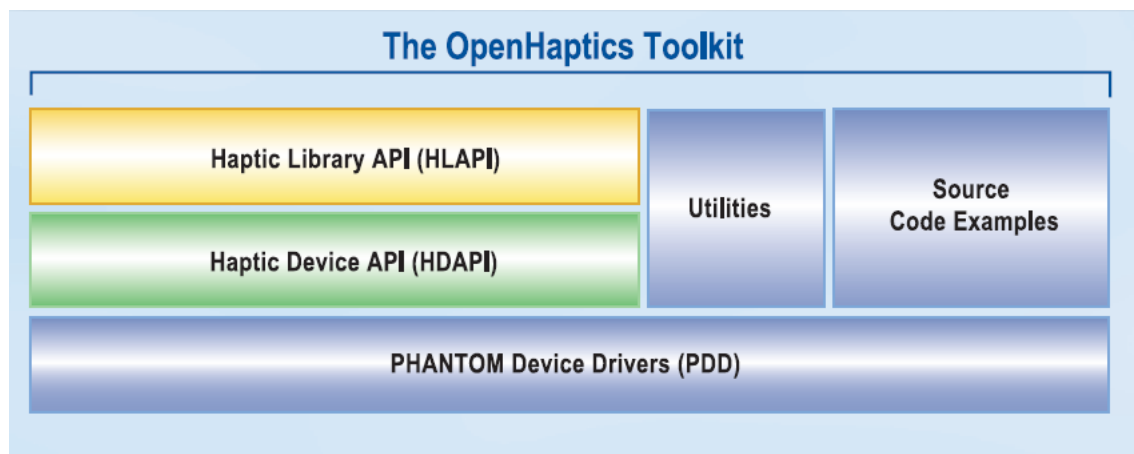 The OpenHaptics Toolkit
Haptic Library API (HLAPI)
Haptic Device API (HDAPI)
Utilities
Source
Code Examples
PHANTOM Device Drivers (PDD)